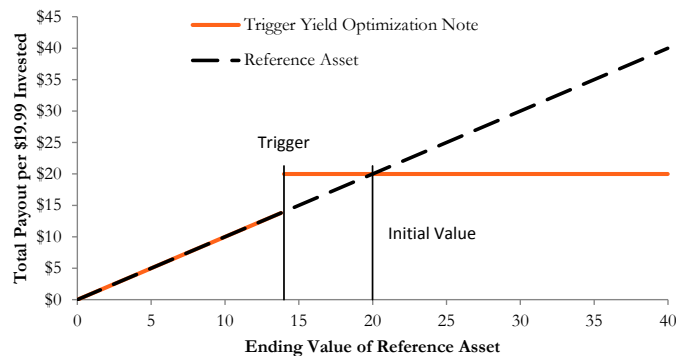 $45
$40
$35
$30
$25
$20
$15
$10
$5
$0
Total Payout per $19.99 Invested
Trigger Yield Optimization Note
Reference Asset
Trigger
Initial Value
0 5 10 15 20 25 30 35 40
Ending Value of Reference Asset